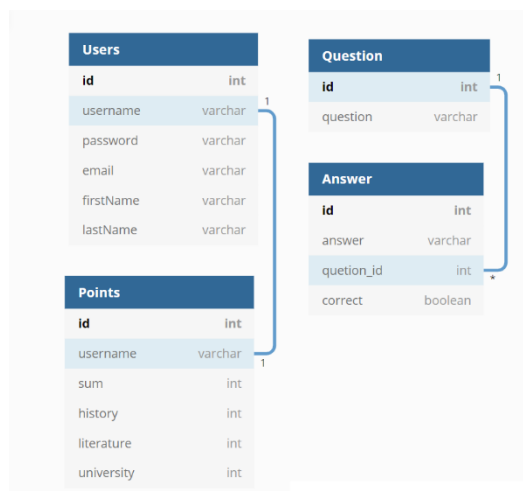 Users
id int
username varchar
1
password varchar
email varchar
firstName varchar
lastName varchar
Points
id int
username varchar
1
sum int
history int
literature int
university int
Question
id int
1
question varchar
Answer
id int
answer varchar
quetion_id int
*
correct boolean